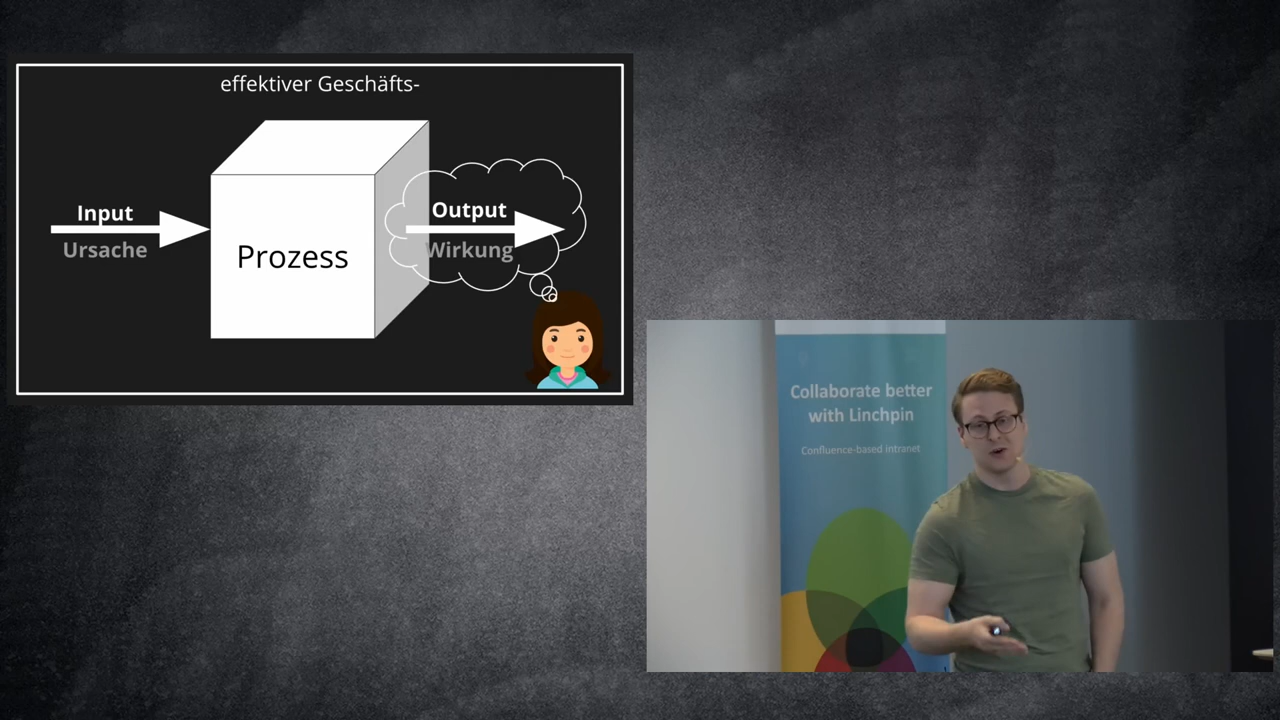 effektiver Geschäfts-
Input
Ursache
Prozess
Output
Wirkung
Collaborate better
with Linchpin
Confluence-based intranet